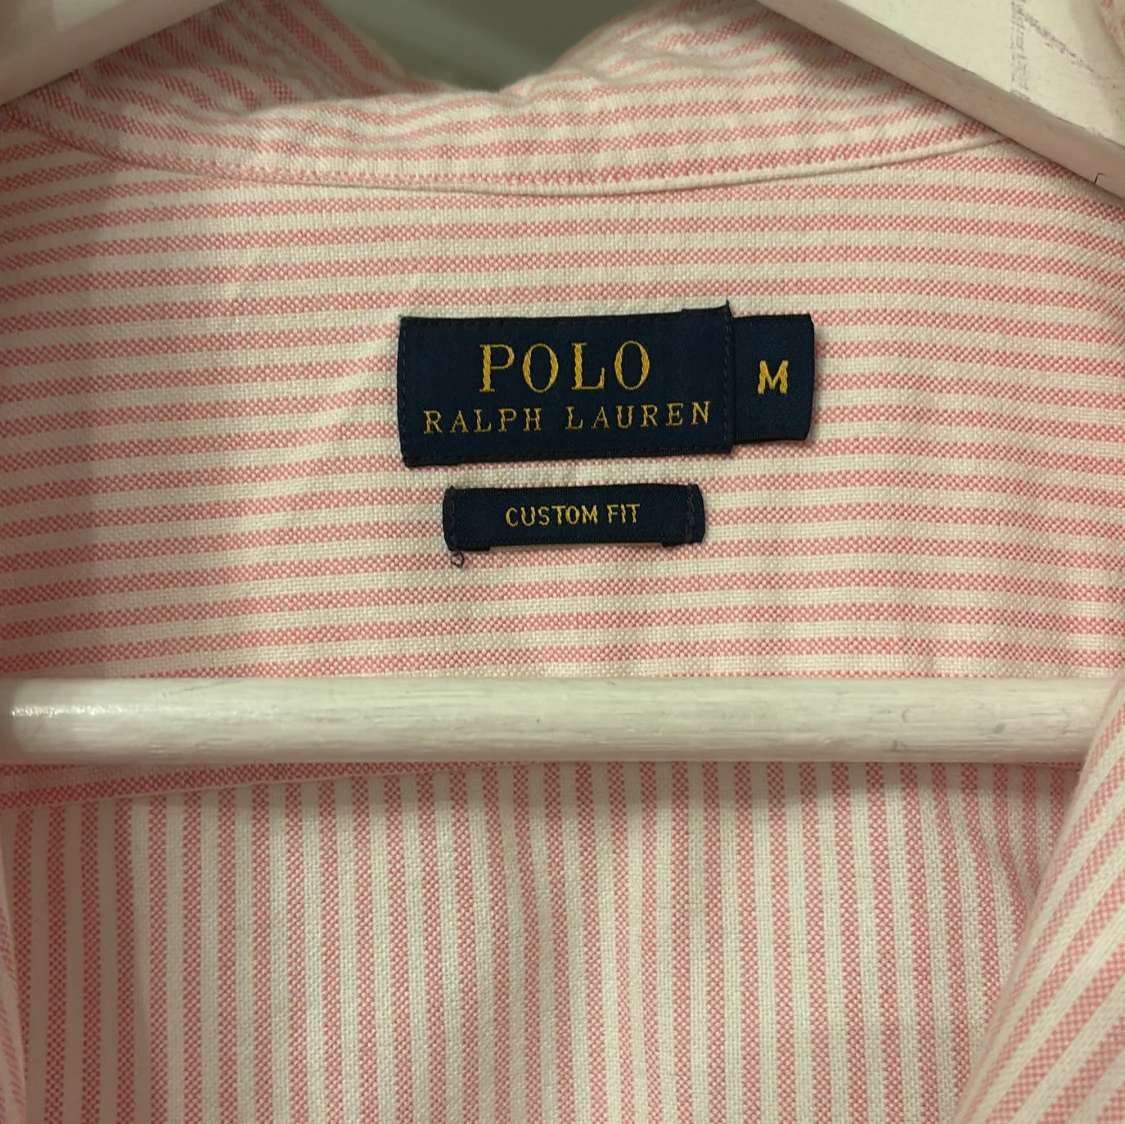 POLO
RALPH LAUREN
M
CUSTOM FIT